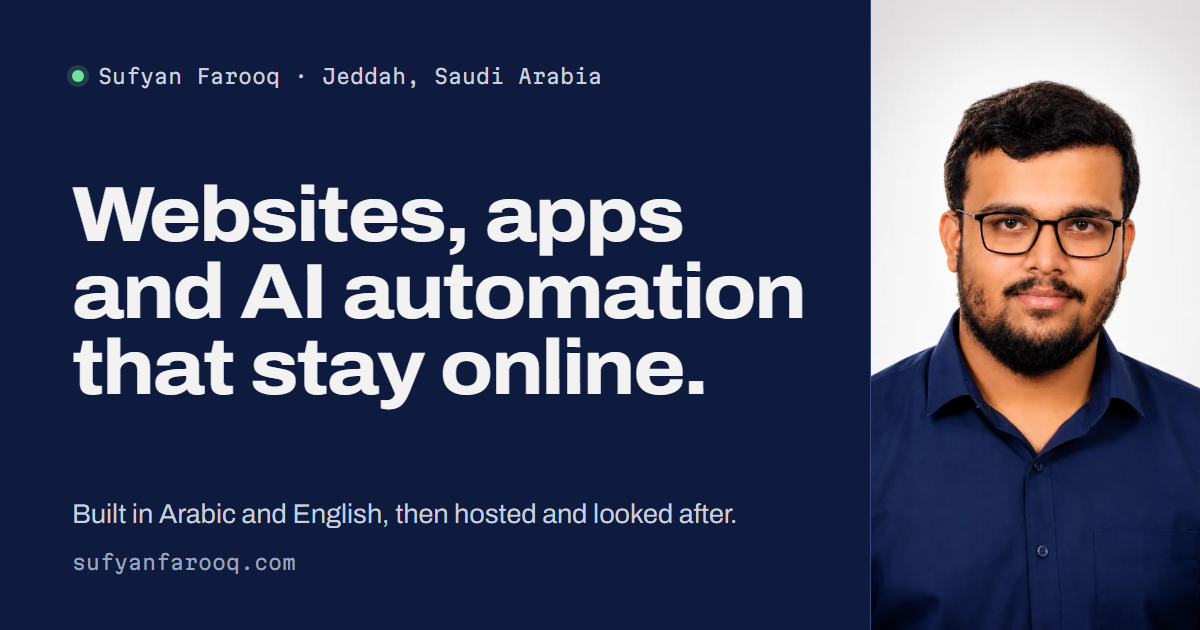 Sufyan Farooq · Jeddah, Saudi Arabia
Websites, apps
and AI automation
that stay online.
Built in Arabic and English, then hosted and looked after.
sufyanfarooq.com